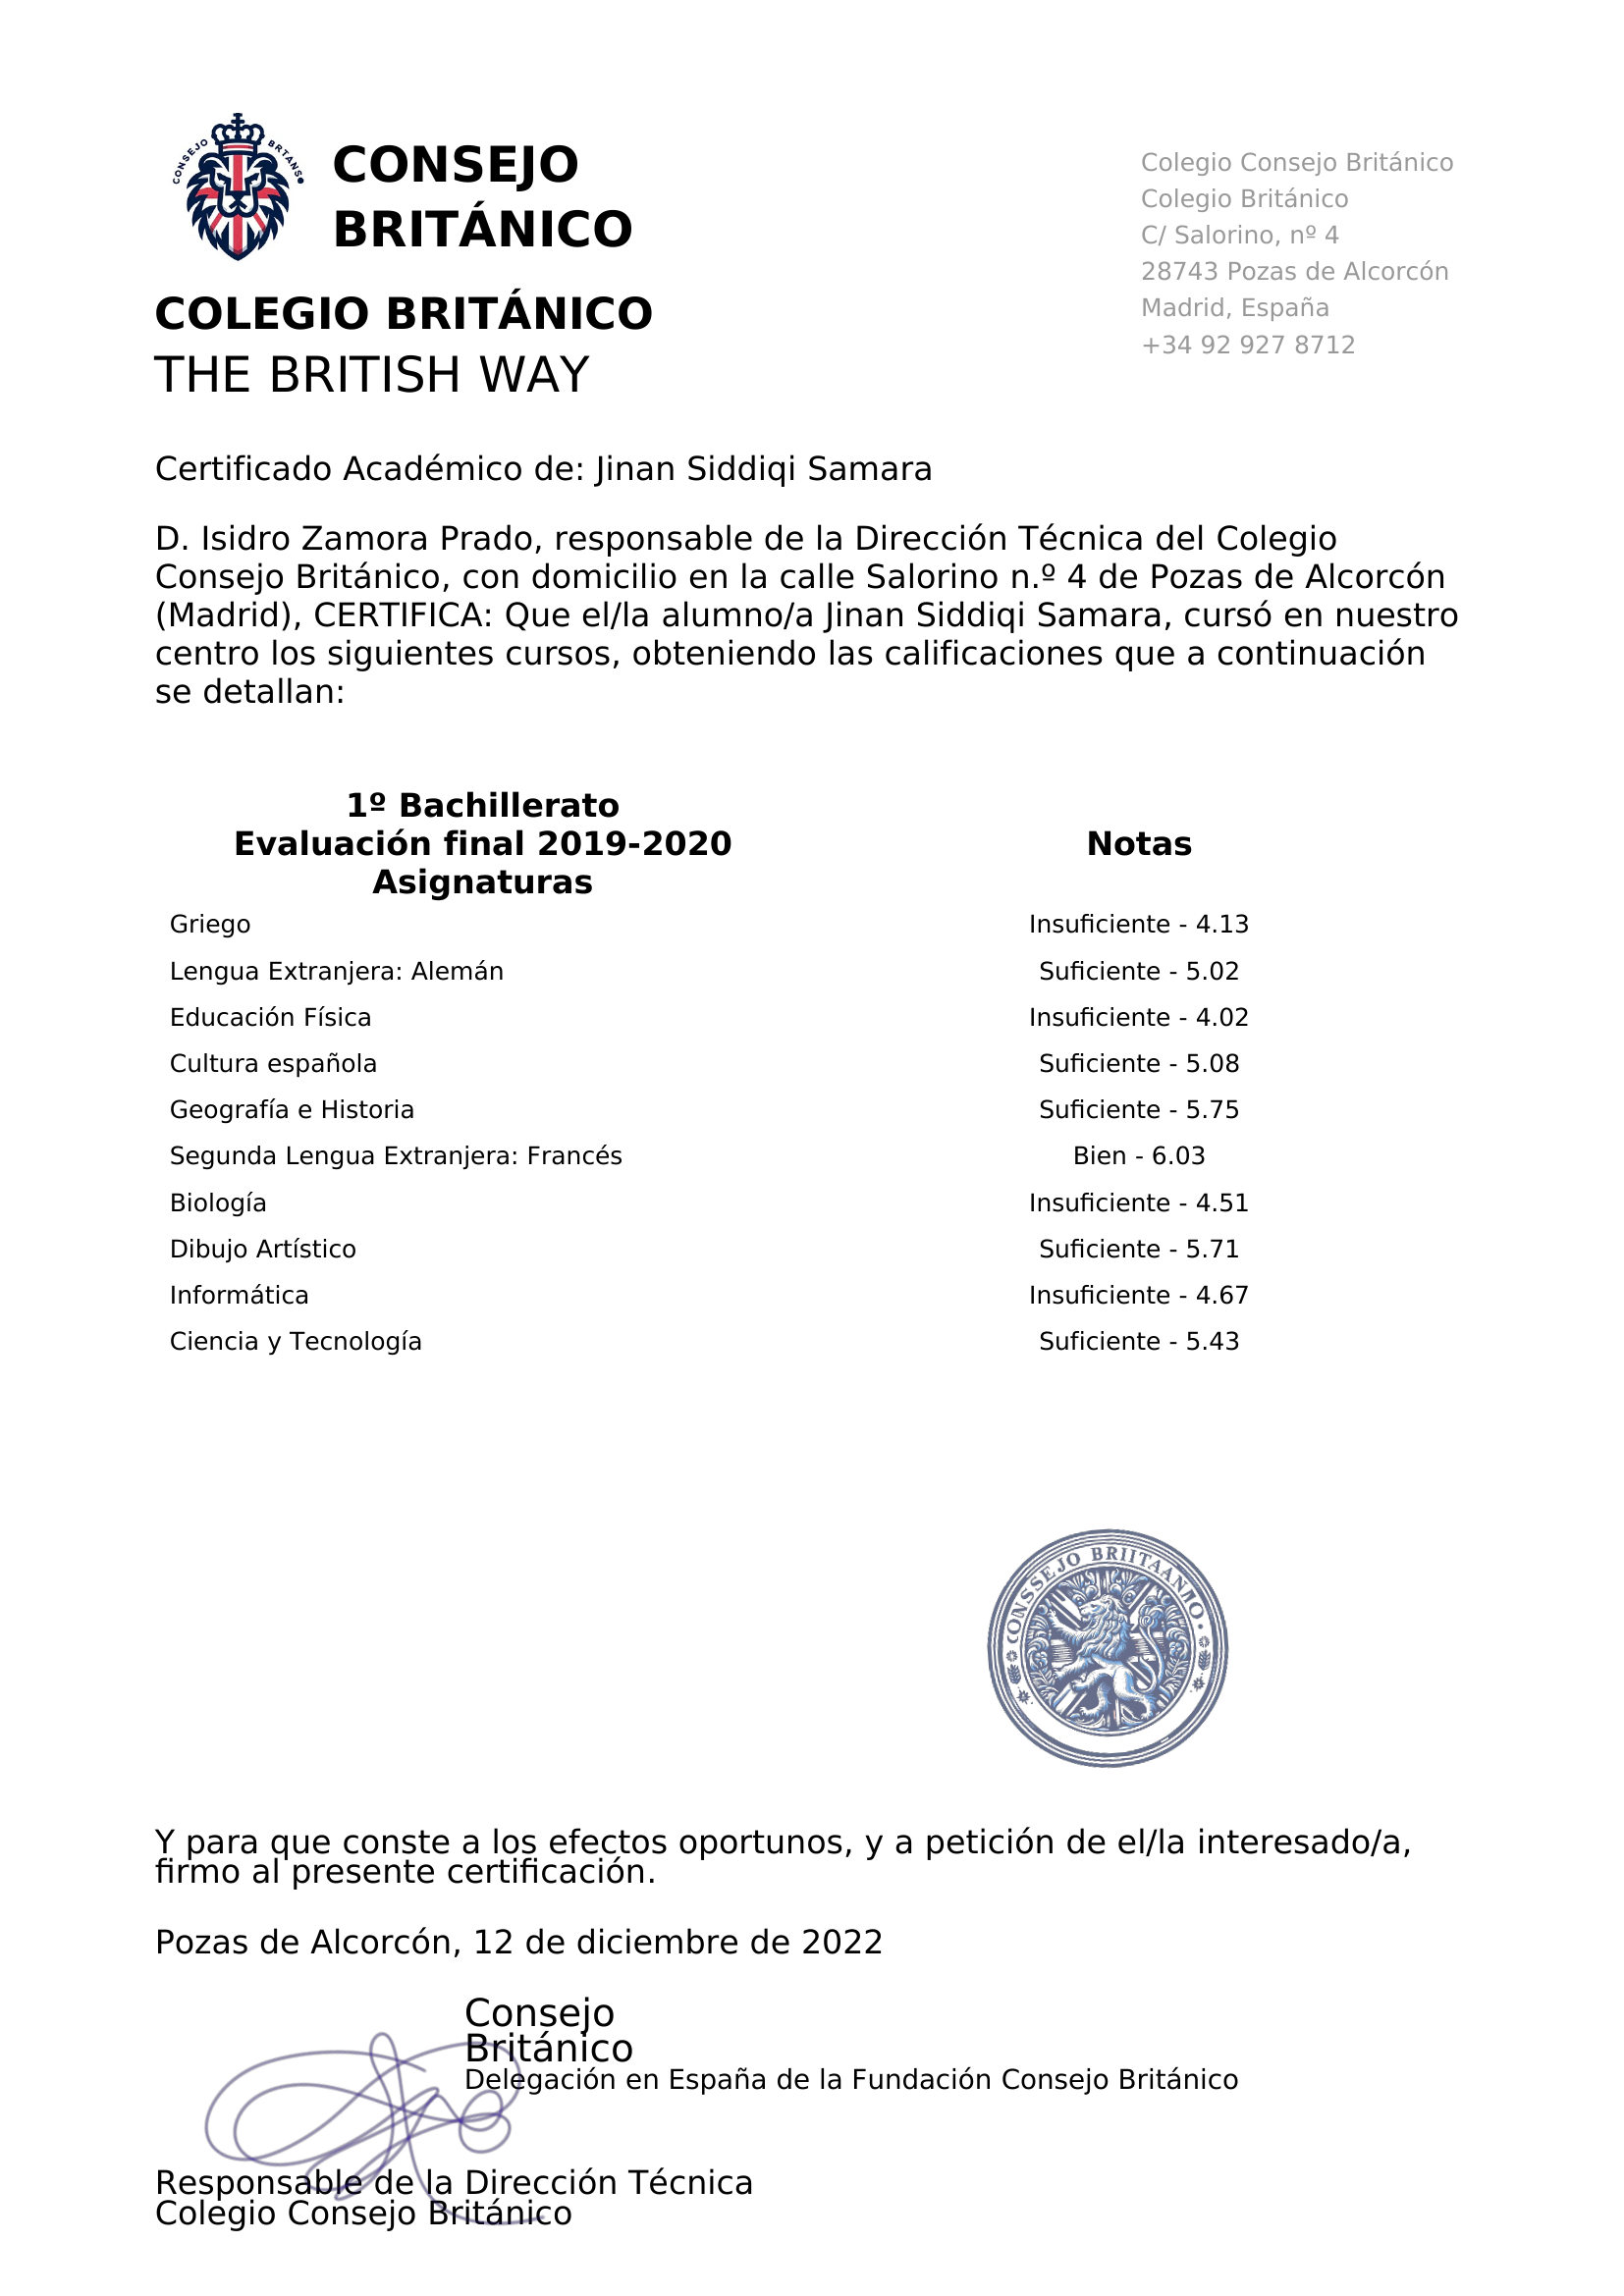 CONSEJO BRTANS
CONSEJO
BRITÁNICO
COLEGIO BRITÁNICO
THE BRITISH WAY
Colegio Consejo Británico
Colegio Británico
C/ Salorino, nº 4
28743 Pozas de Alcorcón
Madrid, España
+34 92 927 8712
Certificado Académico de: Jinan Siddiqi Samara
D. Isidro Zamora Prado, responsable de la Dirección Técnica del Colegio
Consejo Británico, con domicilio en la calle Salorino n.º 4 de Pozas de Alcorcón
(Madrid), CERTIFICA: Que el/la alumno/a Jinan Siddiqi Samara, cursó en nuestro
centro los siguientes cursos, obteniendo las calificaciones que a continuación
se detallan:
1º Bachillerato
Evaluación final 2019-2020 Notas
Asignaturas
Griego Insuficiente - 4.13
Lengua Extranjera: Alemán Suficiente - 5.02
Educación Física Insuficiente - 4.02
Cultura española Suficiente - 5.08
Geografía e Historia Suficiente - 5.75
Segunda Lengua Extranjera: Francés Bien - 6.03
Biología Insuficiente - 4.51
Dibujo Artístico Suficiente - 5.71
Informática Insuficiente - 4.67
Ciencia y Tecnología Suficiente - 5.43
CONSSEJO BRIITAANNO
Y para que conste a los efectos oportunos, y a petición de el/la interesado/a,
firmo al presente certificación.
Pozas de Alcorcón, 12 de diciembre de 2022
Consejo
Británico
Delegación en España de la Fundación Consejo Británico
Responsable de la Dirección Técnica
Colegio Consejo Británico